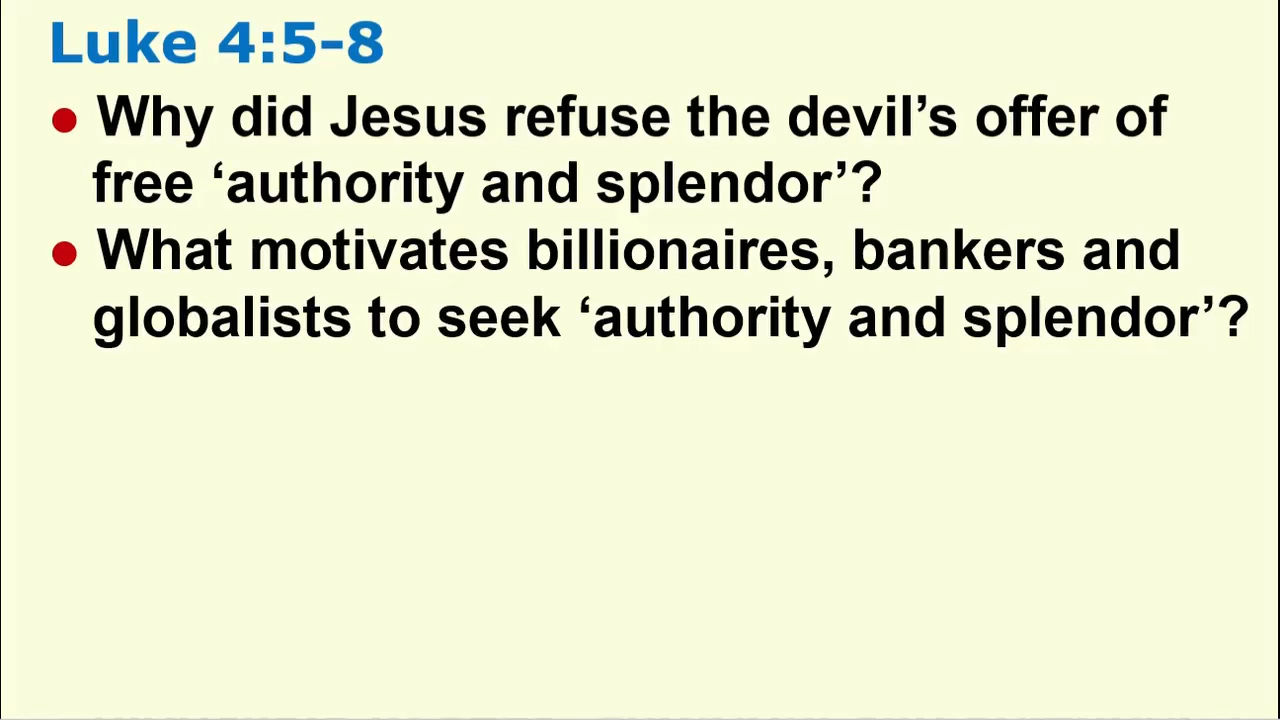 Luke 4:5-8
● Why did Jesus refuse the devil’s offer of
free ‘authority and splendor’?
● What motivates billionaires, bankers and
globalists to seek ‘authority and splendor’?